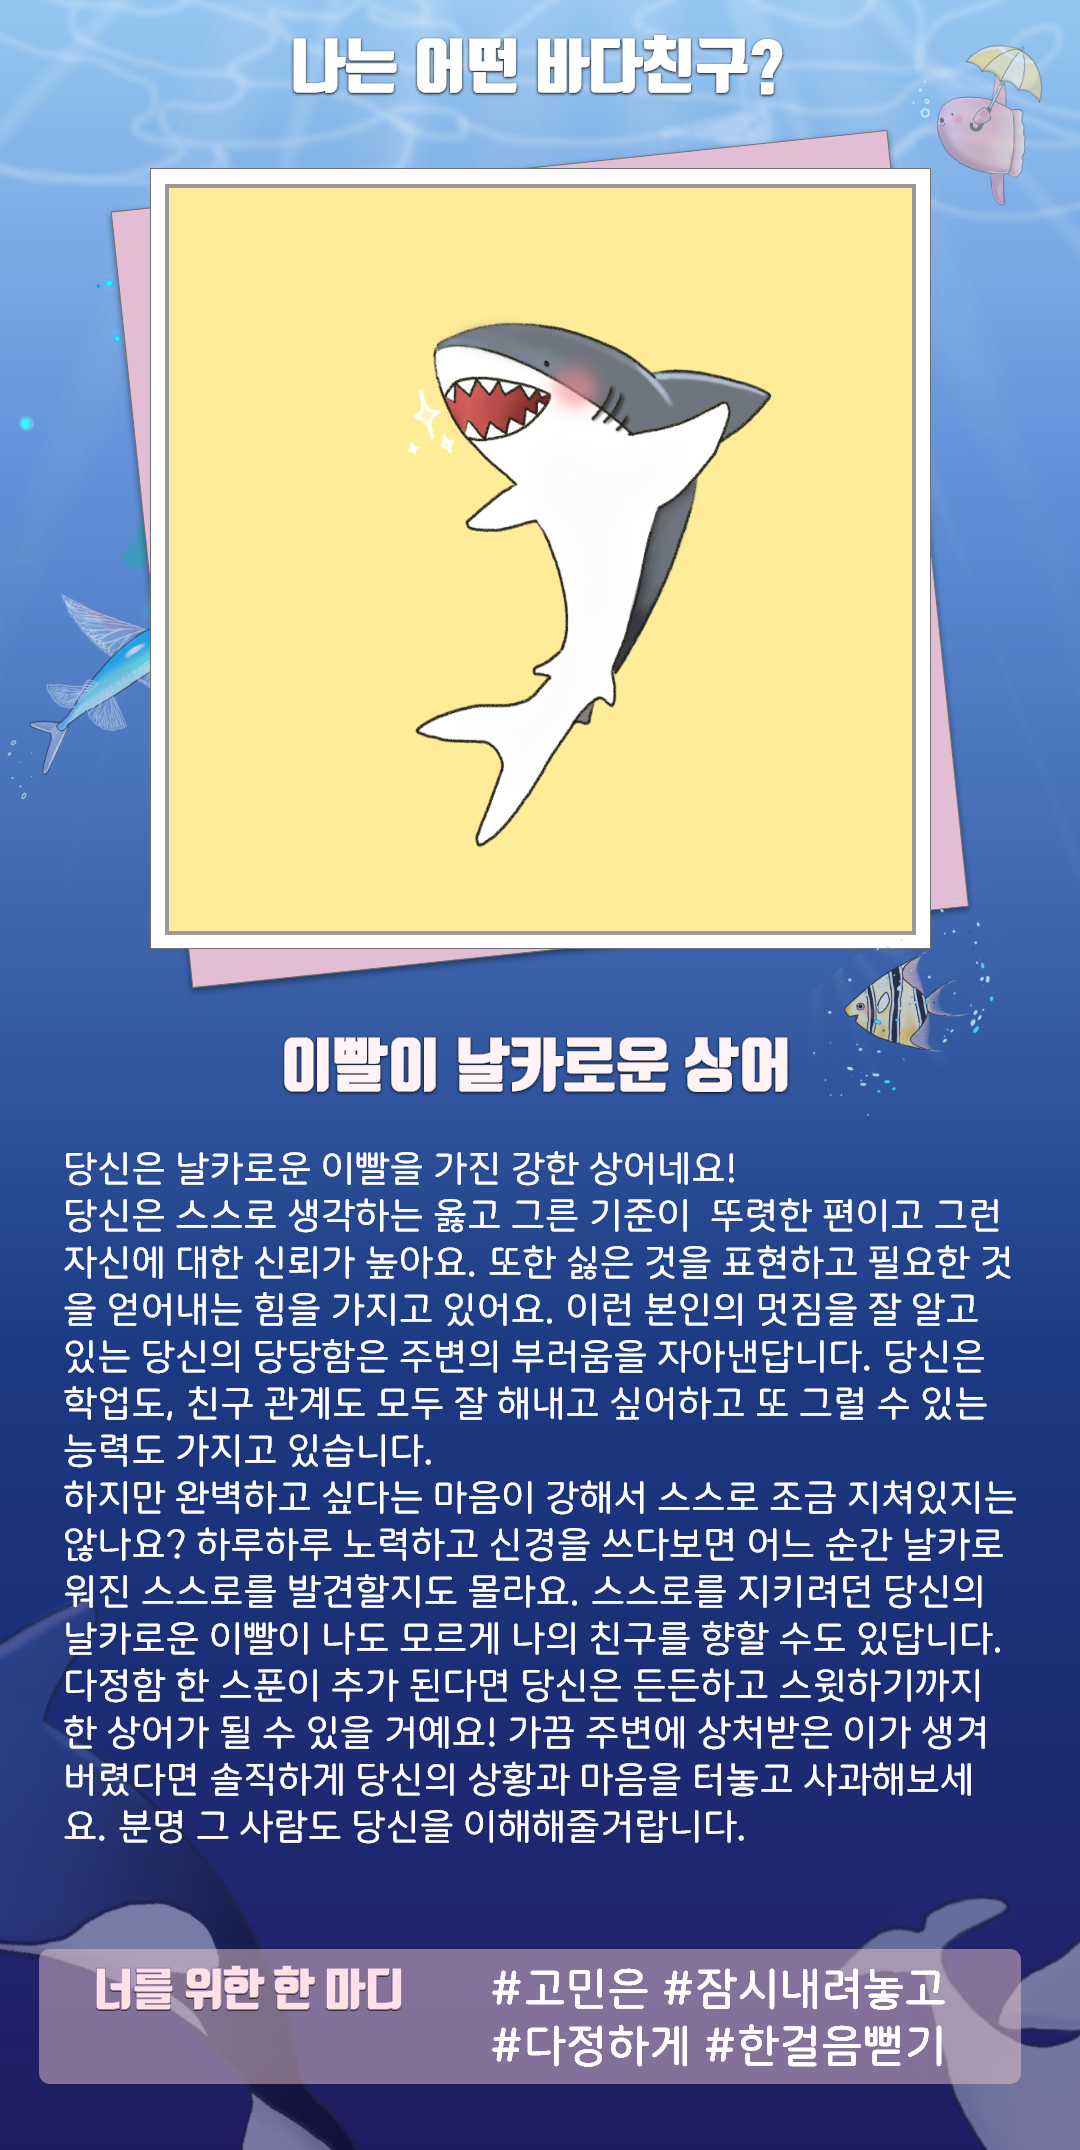 나는 어떤 바다친구?
이빨이 날카로운 상어
당신은 날카로운 이빨을 가진 강한 상어네요!
당신은 스스로 생각하는 옳고 그른 기준이  뚜렷한 편이고 그런
자신에 대한 신뢰가 높아요. 또한 싫은 것을 표현하고 필요한 것
을 얻어내는 힘을 가지고 있어요. 이런 본인의 멋짐을 잘 알고
있는 당신의 당당함은 주변의 부러움을 자아낸답니다. 당신은
학업도, 친구 관계도 모두 잘 해내고 싶어하고 또 그럴 수 있는
능력도 가지고 있습니다.
하지만 완벽하고 싶다는 마음이 강해서 스스로 조금 지쳐있지는
않나요? 하루하루 노력하고 신경을 쓰다보면 어느 순간 날카로
워진 스스로를 발견할지도 몰라요. 스스로를 지키려던 당신의
날카로운 이빨이 나도 모르게 나의 친구를 향할 수도 있답니다.
다정함 한 스푼이 추가 된다면 당신은 든든하고 스윗하기까지
한 상어가 될 수 있을 거예요! 가끔 주변에 상처받은 이가 생겨
버렸다면 솔직하게 당신의 상황과 마음을 터놓고 사과해보세
요. 분명 그 사람도 당신을 이해해줄거랍니다.
너를 위한 한 마디
#고민은 #잠시내려놓고
#다정하게 #한걸음뻗기